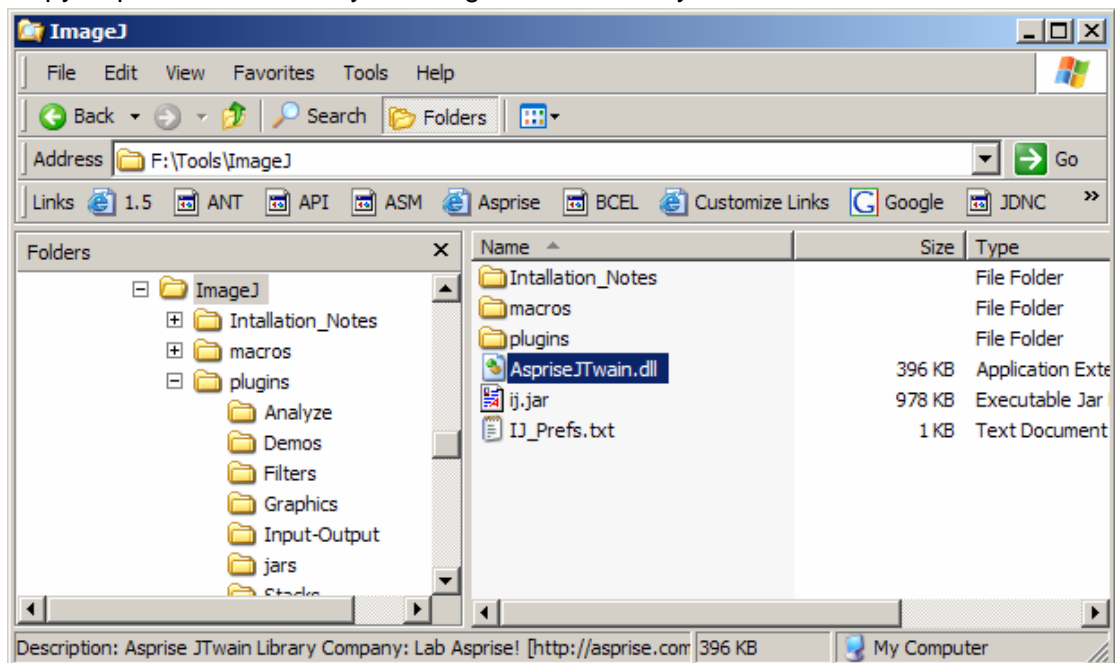 ImageJ
File Edit View Favorites Tools Help
Back Search Folders
Address F:\Tools\ImageJ Go
Links 1.5 ANT API ASM Asprise BCEL Customize Links Google JDNC »
Folders
ImageJ
Intallation_Notes
macros
plugins
Analyze
Demos
Filters
Graphics
Input-Output
jars
Stacks
Name Size Type
Intallation_Notes File Folder
macros File Folder
plugins File Folder
AspriseJTwain.dll 396 KB Application Exte
ij.jar 978 KB Executable Jar
IJ_Prefs.txt 1 KB Text Document
Description: Asprise JTwain Library Company: Lab Asprise! [http://asprise.com 396 KB My Computer